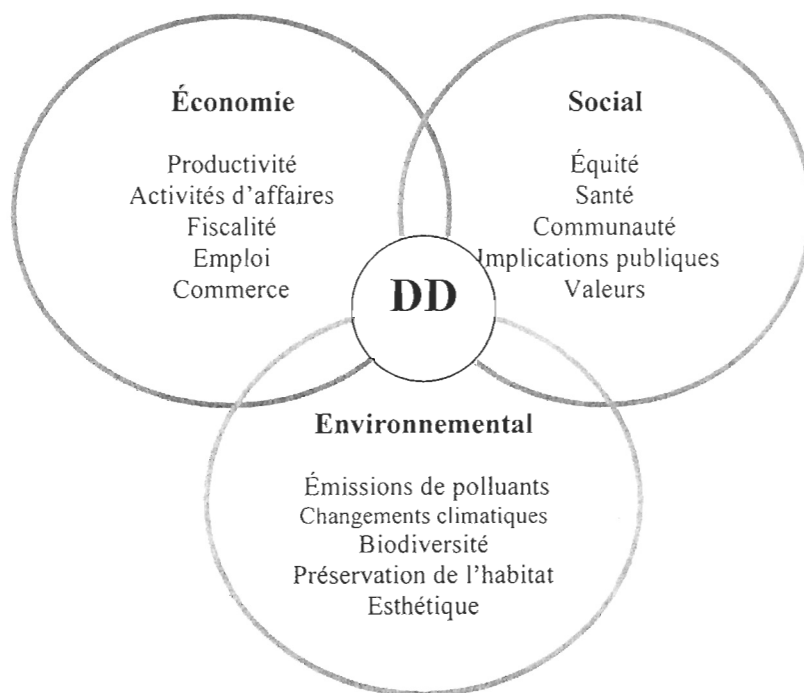 Économie
Productivité
Activités d'affaires
Fiscalité
Emploi
Commerce
Social
Équité
Santé
Communauté
Implications publiques
Valeurs
DD
Environnemental
Émissions de polluants
Changements climatiques
Biodiversité
Préservation de l'habitat
Esthétique